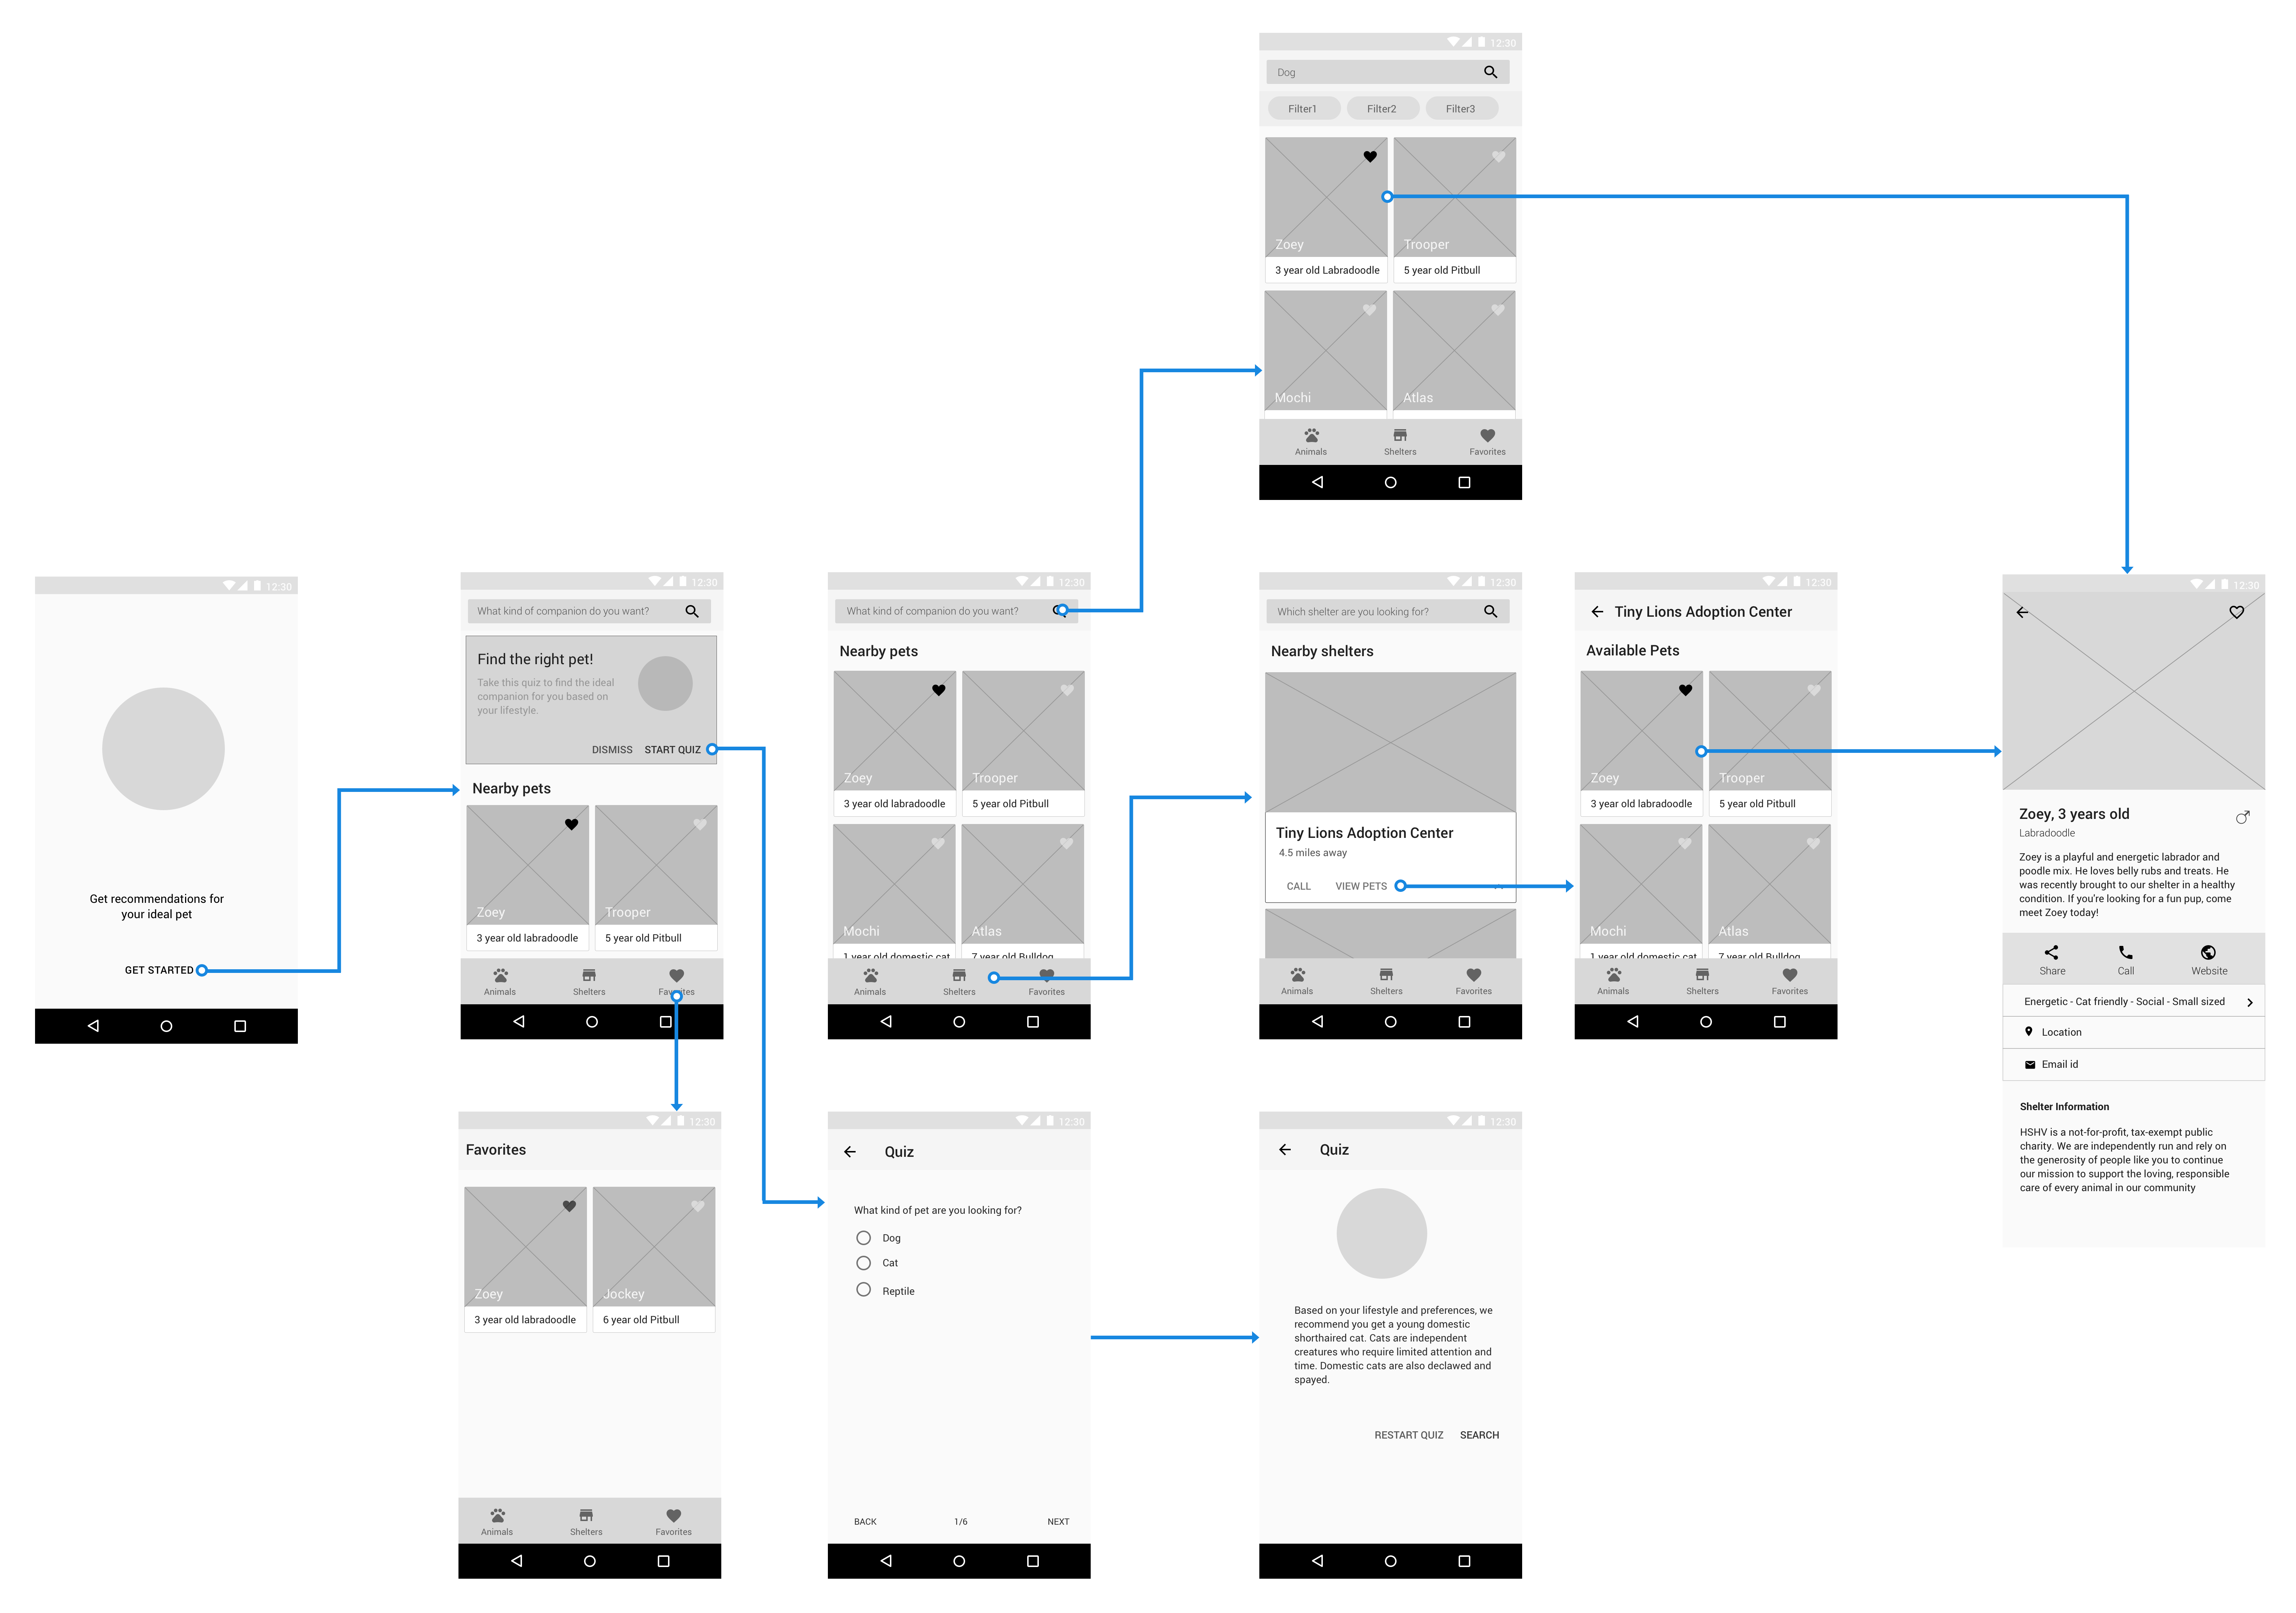 12:30
Dog
Filter1 Filter2 Filter3
Zoey
Trooper
3 year old Labradoodle
5 year old Pitbull
Mochi
Atlas
Animals
Shelters
Favorites
12:30
Get recommendations for
your ideal pet
GET STARTED
12:30
What kind of companion do you want?
Find the right pet!
Take this quiz to find the ideal
companion for you based on
your lifestyle.
DISMISS
START QUIZ
Nearby pets
Zoey
Trooper
3 year old labradoodle
5 year old Pitbull
Animals
Shelters
Favorites
12:30
What kind of companion do you want?
Nearby pets
Zoey
Trooper
3 year old labradoodle
5 year old Pitbull
Mochi
Atlas
1 year old domestic cat
7 year old Bulldog
Animals
Shelters
Favorites
12:30
Which shelter are you looking for?
Nearby shelters
Tiny Lions Adoption Center
4.5 miles away
CALL
VIEW PETS
Animals
Shelters
Favorites
12:30
Tiny Lions Adoption Center
Available Pets
Zoey
Trooper
3 year old labradoodle
5 year old Pitbull
Mochi
Atlas
1 year old domestic cat
7 year old Bulldog
Animals
Shelters
Favorites
12:30
Zoey, 3 years old
Labradoodle
Zoey is a playful and energetic labrador and
poodle mix. He loves belly rubs and treats. He
was recently brought to our shelter in a healthy
condition. If you're looking for a fun pup, come
meet Zoey today!
Share
Call
Website
Energetic - Cat friendly - Social - Small sized
Location
Email id
Shelter Information
HSHV is a not-for-profit, tax-exempt public
charity. We are independently run and rely on
the generosity of people like you to continue
our mission to support the loving, responsible
care of every animal in our community
12:30
Favorites
Zoey
Jockey
3 year old labradoodle
6 year old Pitbull
Animals
Shelters
Favorites
12:30
Quiz
What kind of pet are you looking for?
Dog
Cat
Reptile
BACK
1/6
NEXT
12:30
Quiz
Based on your lifestyle and preferences, we
recommend you get a young domestic
shorthaired cat. Cats are independent
creatures who require limited attention and
time. Domestic cats are also declawed and
spayed.
RESTART QUIZ
SEARCH